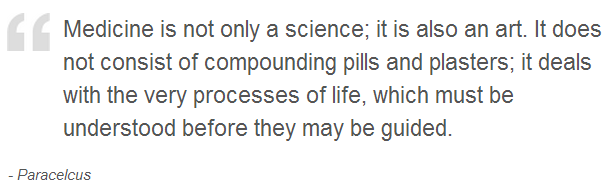 Medicine is not only a science; it is also an art. It does
not consist of compounding pills and plasters; it deals
with the very processes of life, which must be
understood before they may be guided.
- Paracelcus